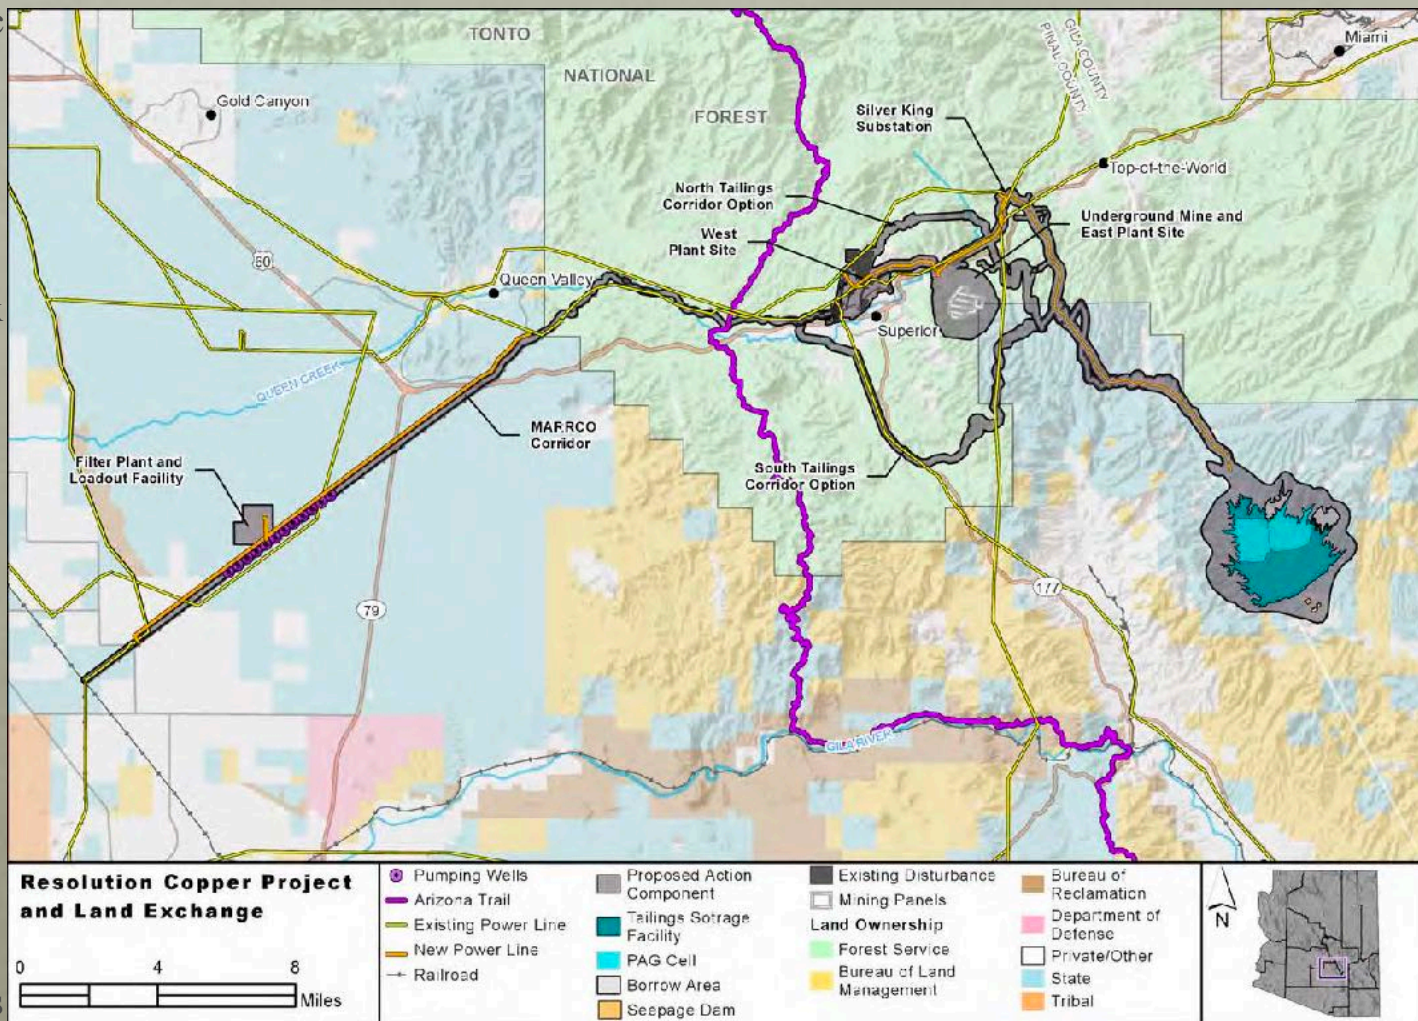 TONTO
NATIONAL
FOREST
GILA COUNTY
PINAL COUNTY
Miami
Gold Canyon
Silver King
Substation
Top-of-the-World
North Tailings
Corridor Option
Underground Mine and
East Plant Site
West
Plant Site
60
Queen Valley
Superior
QUEEN CREEK
MARRCO
Corridor
Filter Plant and
Loadout Facility
South Tailings
Corridor Option
79
177
GILA RIVER
Resolution Copper Project
and Land Exchange
0 4 8
Miles
Pumping Wells
Arizona Trail
Existing Power Line
New Power Line
Railroad
Proposed Action
Component
Tailings Sotrage
Facility
PAG Cell
Borrow Area
Seepage Dam
Existing Disturbance
Mining Panels
Land Ownership
Forest Service
Bureau of Land
Management
Bureau of
Reclamation
Department of
Defense
Private/Other
State
Tribal
N